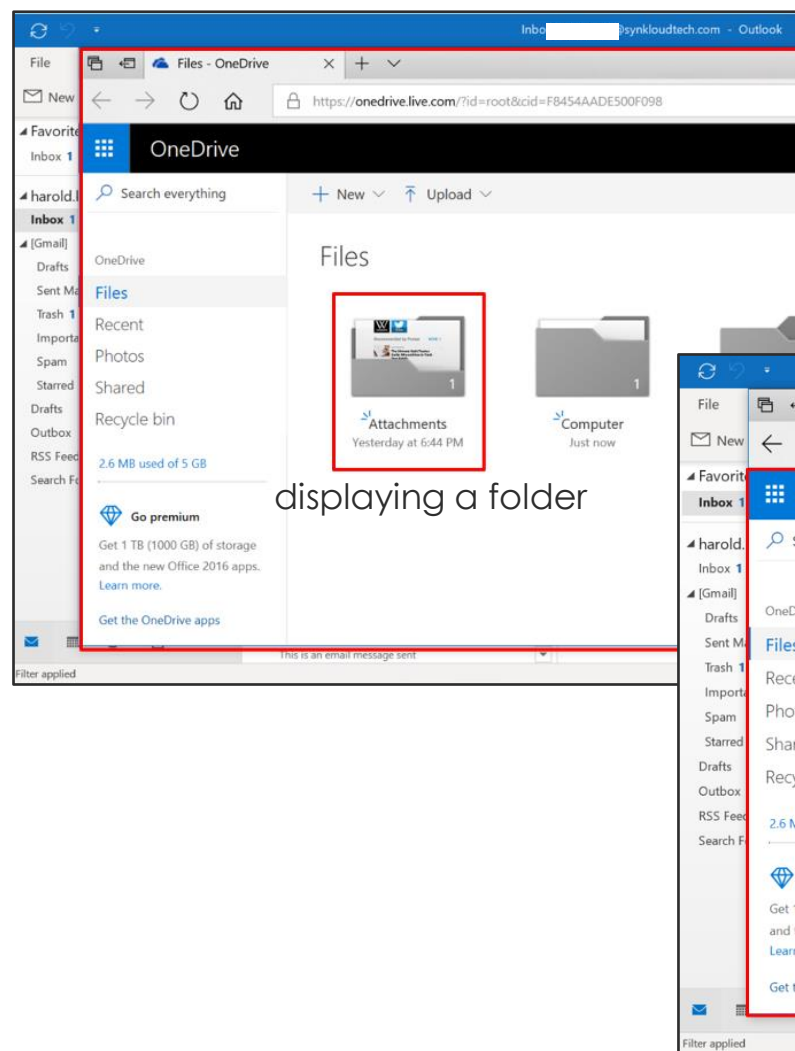 Inbo
@synkloudtech.com - Outlook
File
New
Favorite
Inbox 1
harold.l
Inbox 1
[Gmail]
Drafts
Sent Ma
Trash 1
Importa
Spam
Starred
Drafts
Outbox
RSS Feed
Search Fo
Filter applied
Files - OneDrive
https://onedrive.live.com/?id=root&cid=F8454AADE500F098
OneDrive
Search everything
New
Upload
OneDrive
Files
Recent
Photos
Shared
Recycle bin
2.6 MB used of 5 GB
Go premium
Get 1 TB (1000 GB) of storage
and the new Office 2016 apps.
Learn more.
Get the OneDrive apps
Files
1
Attachments
Yesterday at 6:44 PM
1
Computer
Just now
displaying a folder
This is an email message sent
File
New
Favorite
Inbox 1
harold.
Inbox 1
[Gmail]
Drafts
Sent Ma
Trash 1
Importa
Spam
Starred
Drafts
Outbox
RSS Feed
Search F
Filter applied
S
OneD
Files
Rece
Pho
Shar
Recy
2.6 M
Get 1
and t
Learn
Get t